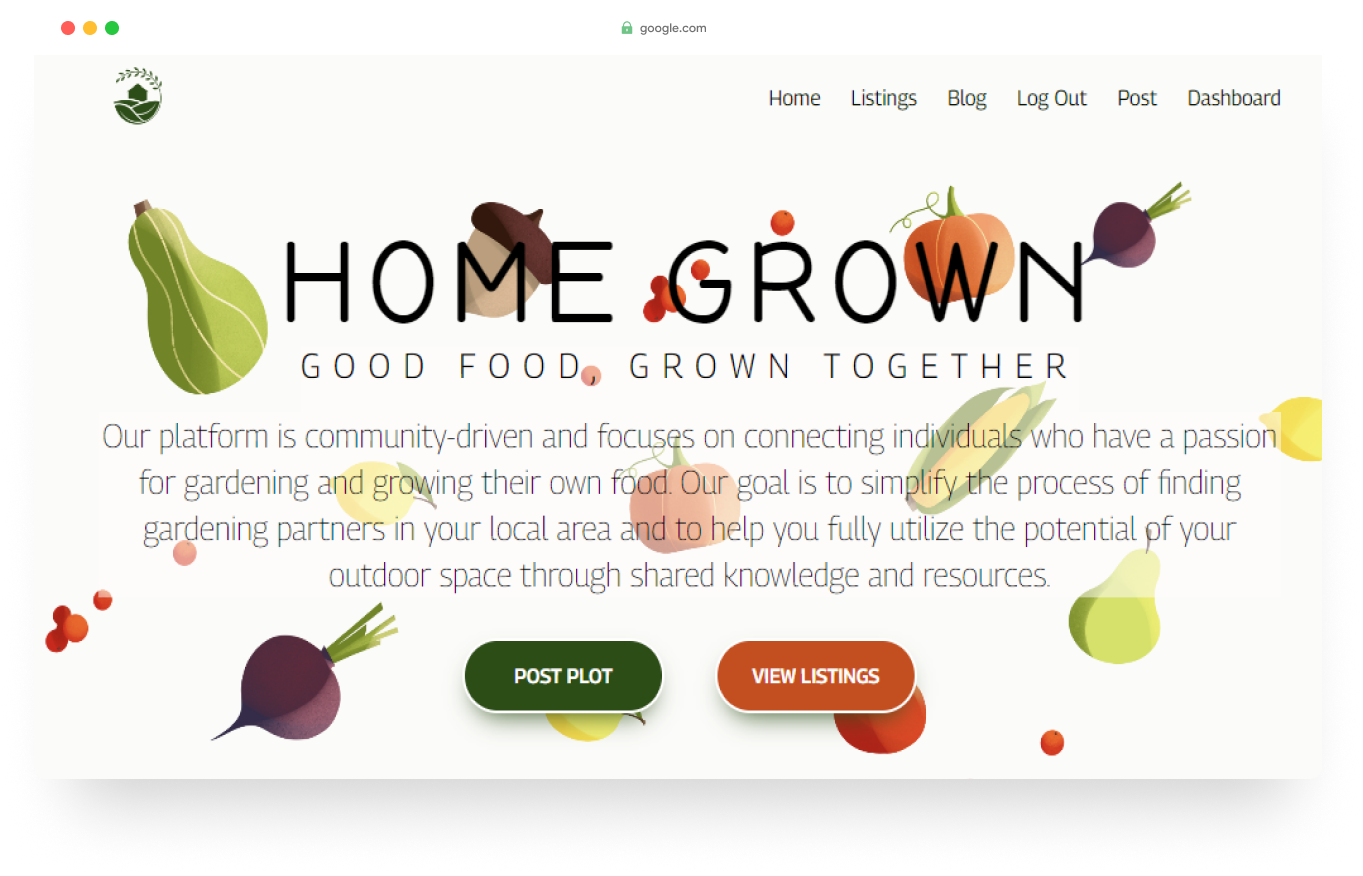 google.com
Home Listings Blog Log Out Post Dashboard
HOME GROWN
GOOD FOOD, GROWN TOGETHER
Our platform is community-driven and focuses on connecting individuals who have a passion
for gardening and growing their own food. Our goal is to simplify the process of finding
gardening partners in your local area and to help you fully utilize the potential of your
outdoor space through shared knowledge and resources.
POST PLOT VIEW LISTINGS